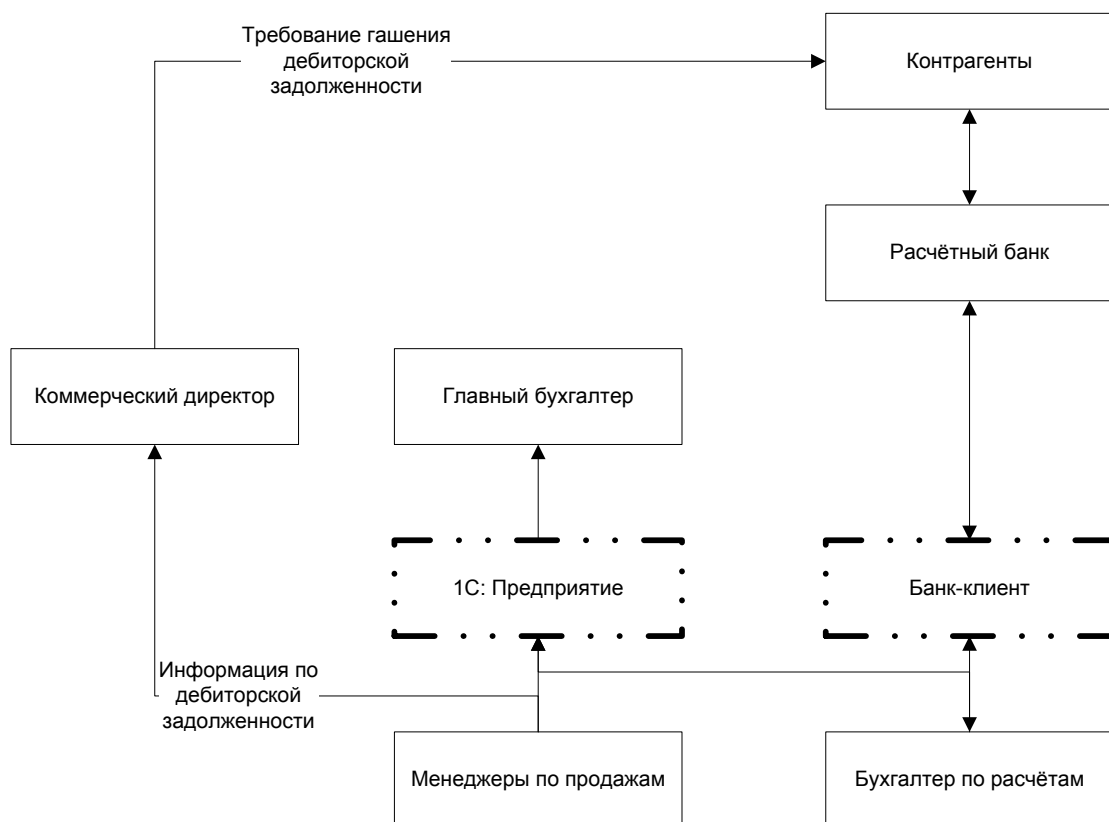 Требование гашения
дебиторской
задолженности
Контрагенты
Расчётный банк
Коммерческий директор
Главный бухгалтер
1С: Предприятие
Банк-клиент
Информация по
дебиторской
задолженности
Менеджеры по продажам
Бухгалтер по расчётам